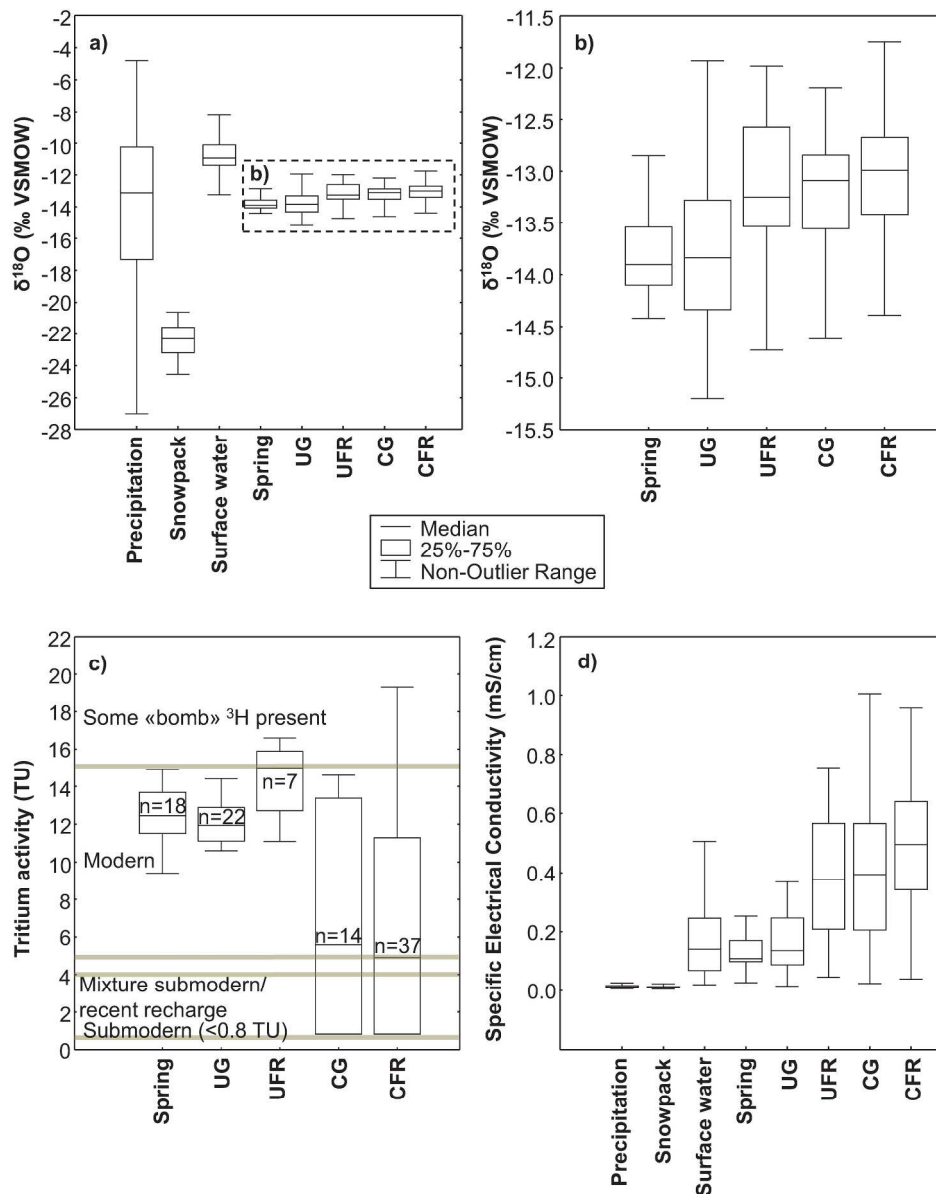 a)
δ¹⁸O (‰ VSMOW)
-2
-4
-6
-8
-10
-12
-14
-16
-18
-20
-22
-24
-26
-28
b)
Precipitation
Snowpack
Surface water
Spring
UG
UFR
CG
CFR
b)
δ¹⁸O (‰ VSMOW)
-11.5
-12.0
-12.5
-13.0
-13.5
-14.0
-14.5
-15.0
-15.5
Spring
UG
UFR
CG
CFR
Median
25%-75%
Non-Outlier Range
c)
Tritium activity (TU)
22
20
18
16
14
12
10
8
6
4
2
0
Some «bomb» ³H present
n=18
n=22
n=7
Modern
n=14
n=37
Mixture submodern/
recent recharge
Submodern (<0.8 TU)
Spring
UG
UFR
CG
CFR
d)
Specific Electrical Conductivity (mS/cm)
1.2
1.0
0.8
0.6
0.4
0.2
0.0
Precipitation
Snowpack
Surface water
Spring
UG
UFR
CG
CFR